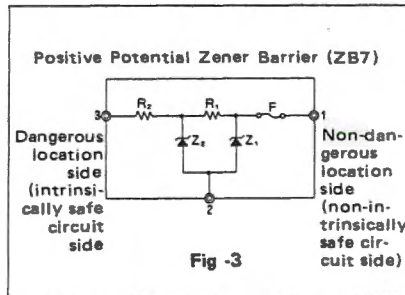 Positive Potential Zener Barrier (ZB7)
R₂
R₁
F
3
1
Z₂
Z₁
2
Dangerous
location
side
(intrinsi-
cally safe
circuit
side)
Non-dan-
gerous
location
side
(non-in-
trinsically
safe cir-
cuit side)
Fig -3